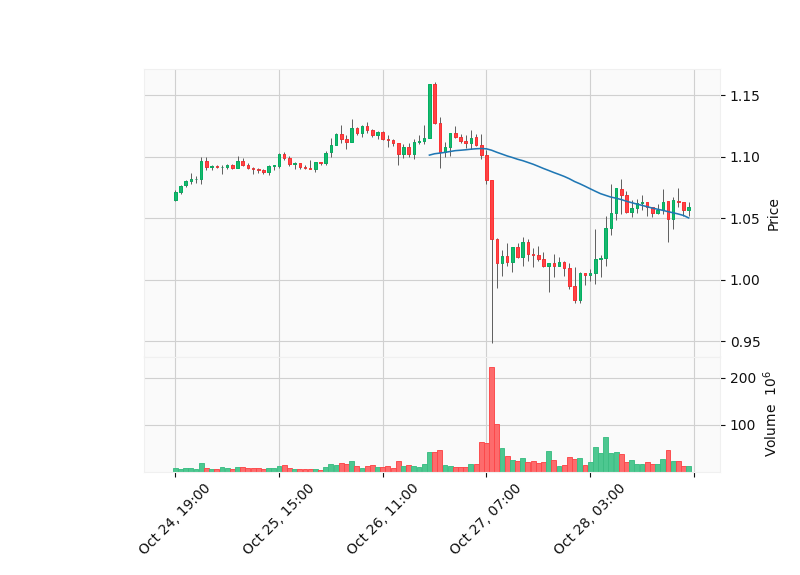 1.15
1.10
1.05
1.00
0.95
Price
200
100
Volume 10^6
Oct 24, 19:00
Oct 25, 15:00
Oct 26, 11:00
Oct 27, 07:00
Oct 28, 03:00